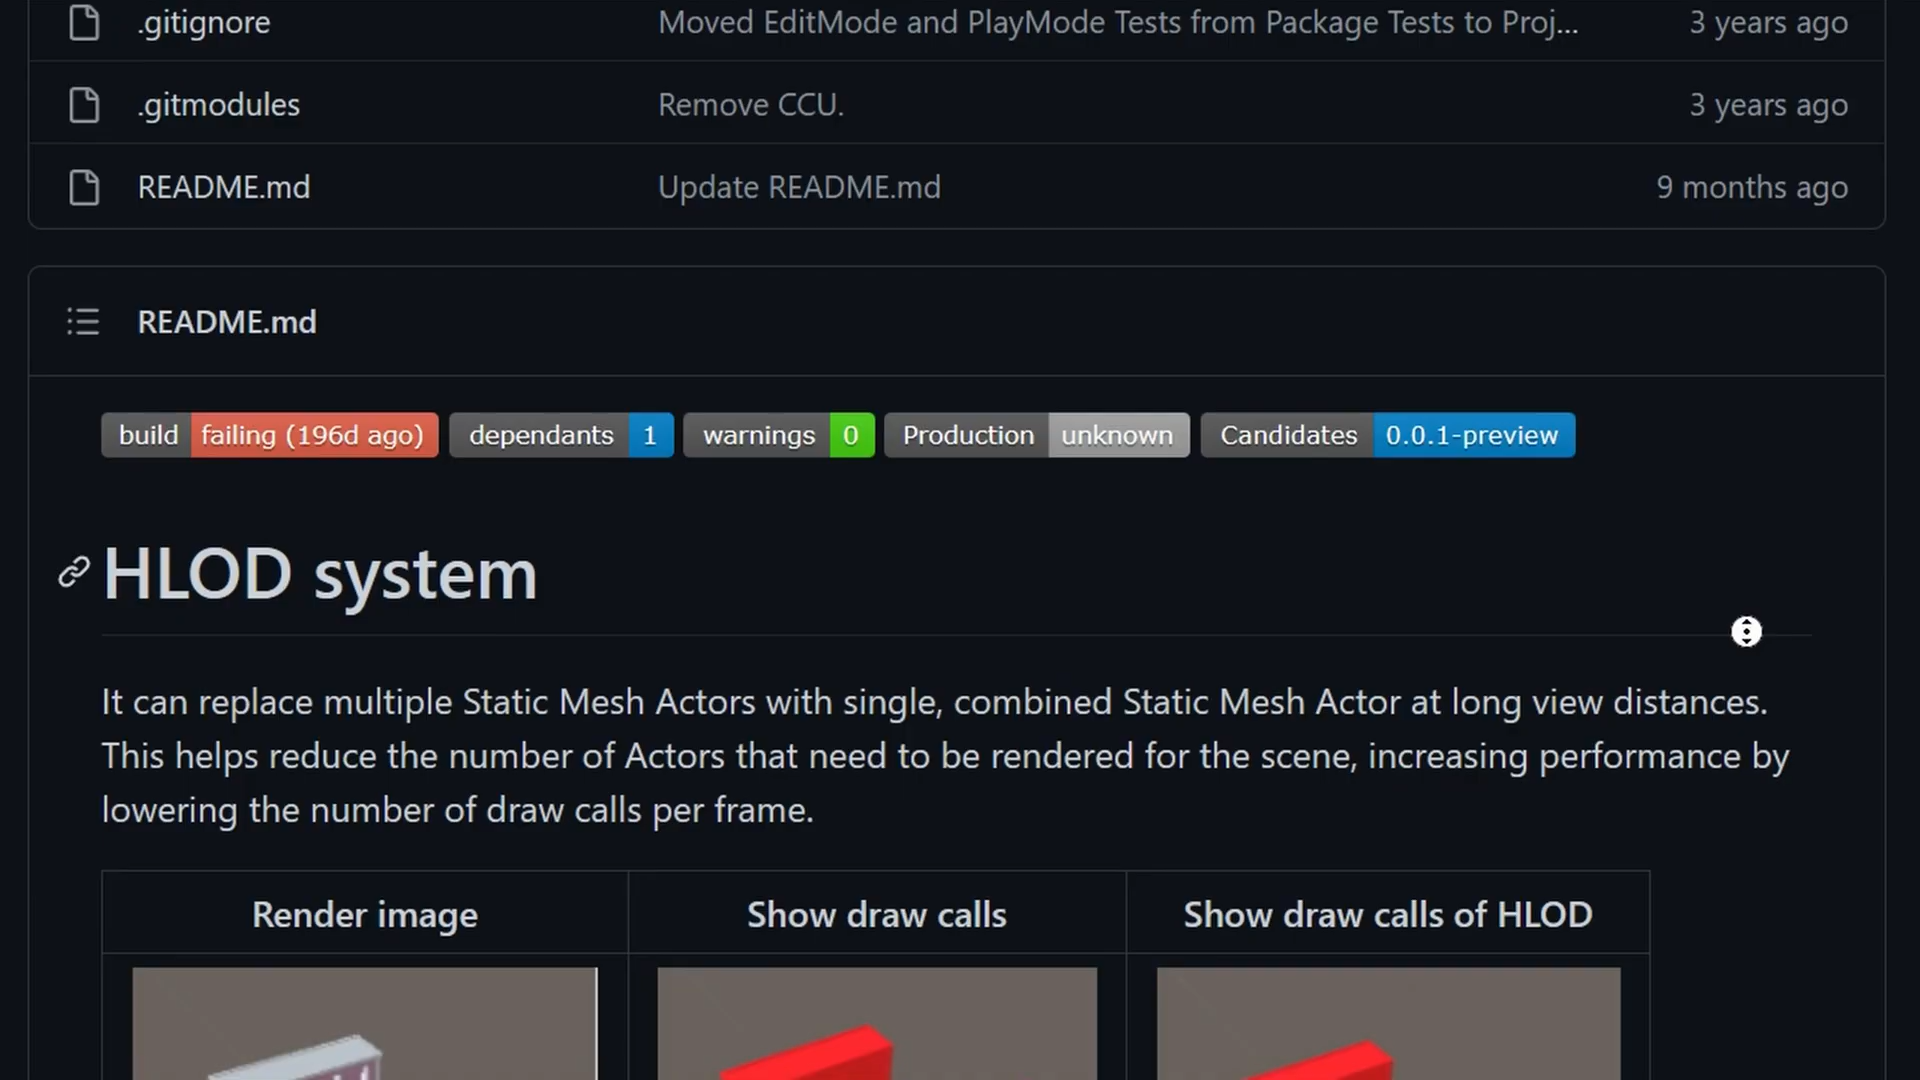 .gitignore Moved EditMode and PlayMode Tests from Package Tests to Proj... 3 years ago
.gitmodules Remove CCU. 3 years ago
README.md Update README.md 9 months ago
README.md
build failing (196d ago) dependants 1 warnings 0 Production unknown Candidates 0.0.1-preview
HLOD system
It can replace multiple Static Mesh Actors with single, combined Static Mesh Actor at long view distances.
This helps reduce the number of Actors that need to be rendered for the scene, increasing performance by
lowering the number of draw calls per frame.
Render image Show draw calls Show draw calls of HLOD